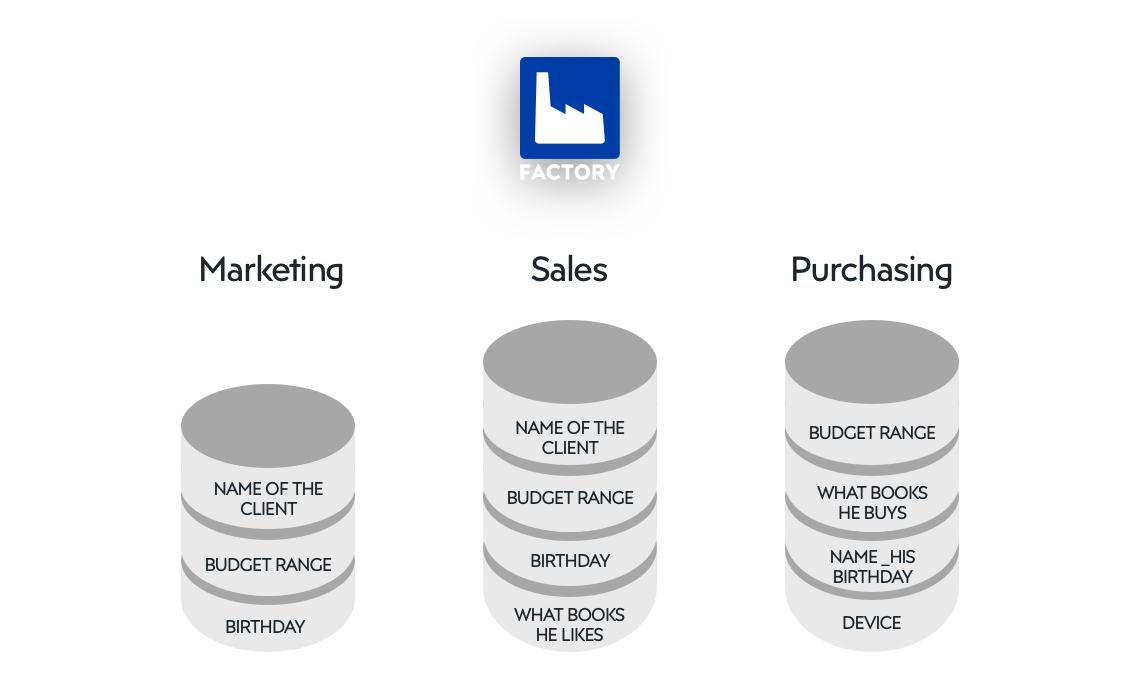 FACTORY
Marketing
Sales
Purchasing
NAME OF THE
CLIENT
BUDGET RANGE
BIRTHDAY
NAME OF THE
CLIENT
BUDGET RANGE
BIRTHDAY
WHAT BOOKS
HE LIKES
BUDGET RANGE
WHAT BOOKS
HE BUYS
NAME _HIS
BIRTHDAY
DEVICE